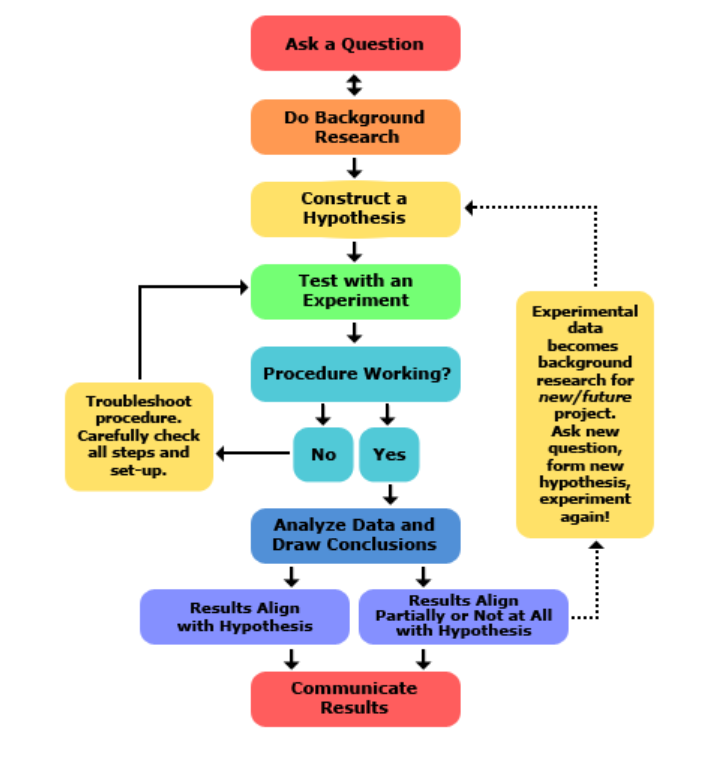 Ask a Question
Do Background
Research
Construct a
Hypothesis
Test with an
Experiment
Procedure Working?
No
Yes
Troubleshoot
procedure.
Carefully check
all steps and
set-up.
Experimental
data
becomes
background
research for
new/future
project.
Ask new
question,
form new
hypothesis,
experiment
again!
Analyze Data and
Draw Conclusions
Results Align
with Hypothesis
Results Align
Partially or Not at All
with Hypothesis
Communicate
Results